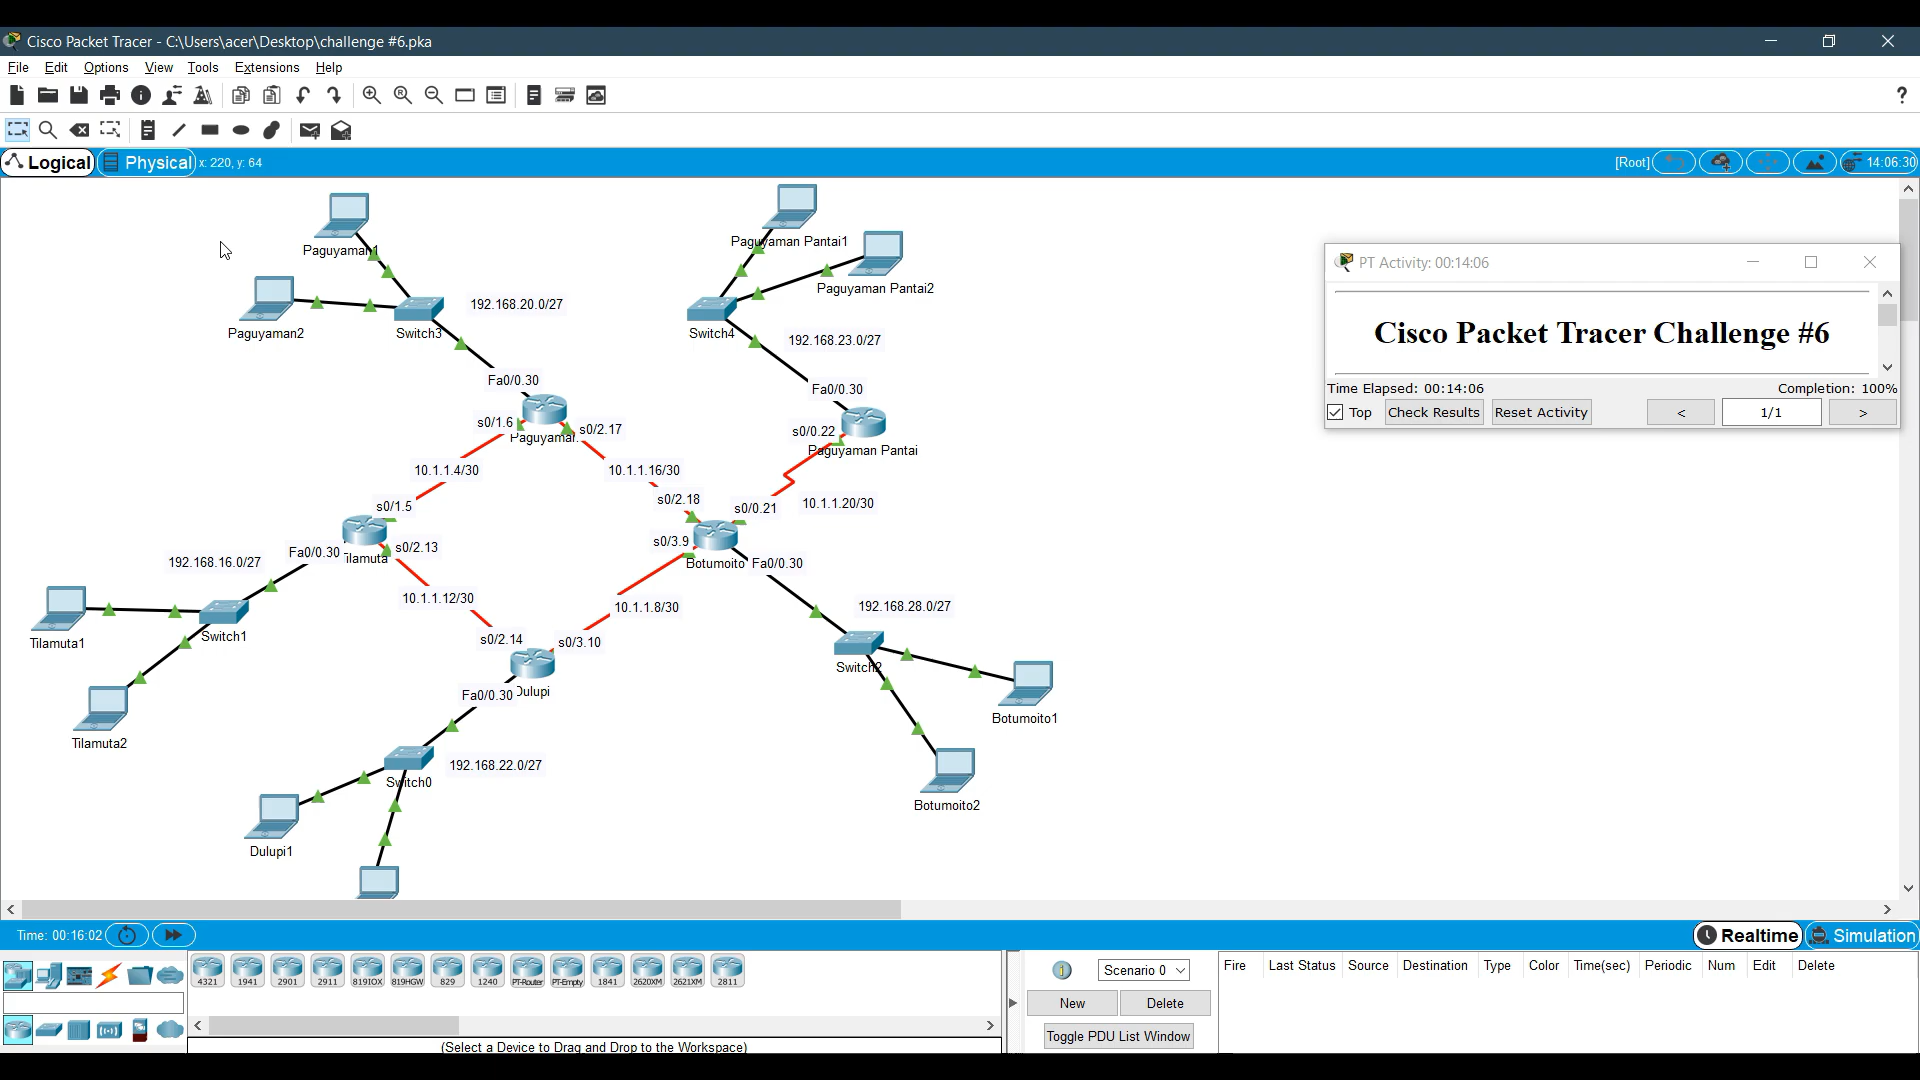 Cisco Packet Tracer - C:\Users\acer\Desktop\challenge #6.pka
File Edit Options View Tools Extensions Help
?
Logical Physical x: 220, y: 64 [Root] 14:06:30
Paguyaman1
Paguyaman2
Switch3
192.168.20.0/27
Fa0/0.30
s0/1.6
s0/2.17
Paguyaman
Paguyaman Pantai1
Paguyaman Pantai2
Switch4
192.168.23.0/27
Fa0/0.30
s0/0.22
Paguyaman Pantai
10.1.1.4/30
10.1.1.16/30
s0/1.5
s0/2.18
s0/0.21
10.1.1.20/30
192.168.16.0/27
Fa0/0.30
Tilamuta
s0/2.13
s0/3.9
Botumoito
Fa0/0.30
10.1.1.12/30
10.1.1.8/30
192.168.28.0/27
Tilamuta1
Switch1
s0/2.14
s0/3.10
Switch2
Fa0/0.30
Dulupi
Botumoito1
Tilamuta2
Switch0
192.168.22.0/27
Botumoito2
Dulupi1
PT Activity: 00:14:06
Cisco Packet Tracer Challenge #6
Time Elapsed: 00:14:06 Completion: 100%
Top Check Results Reset Activity < 1/1 >
Time: 00:16:02 Realtime Simulation
4321 1941 2901 2911 819IOX 819HGW 829 1240 PT-Router PT-Empty 1841 2620XM 2621XM 2811
(Select a Device to Drag and Drop to the Workspace)
Scenario 0
New Delete
Toggle PDU List Window
Fire Last Status Source Destination Type Color Time(sec) Periodic Num Edit Delete